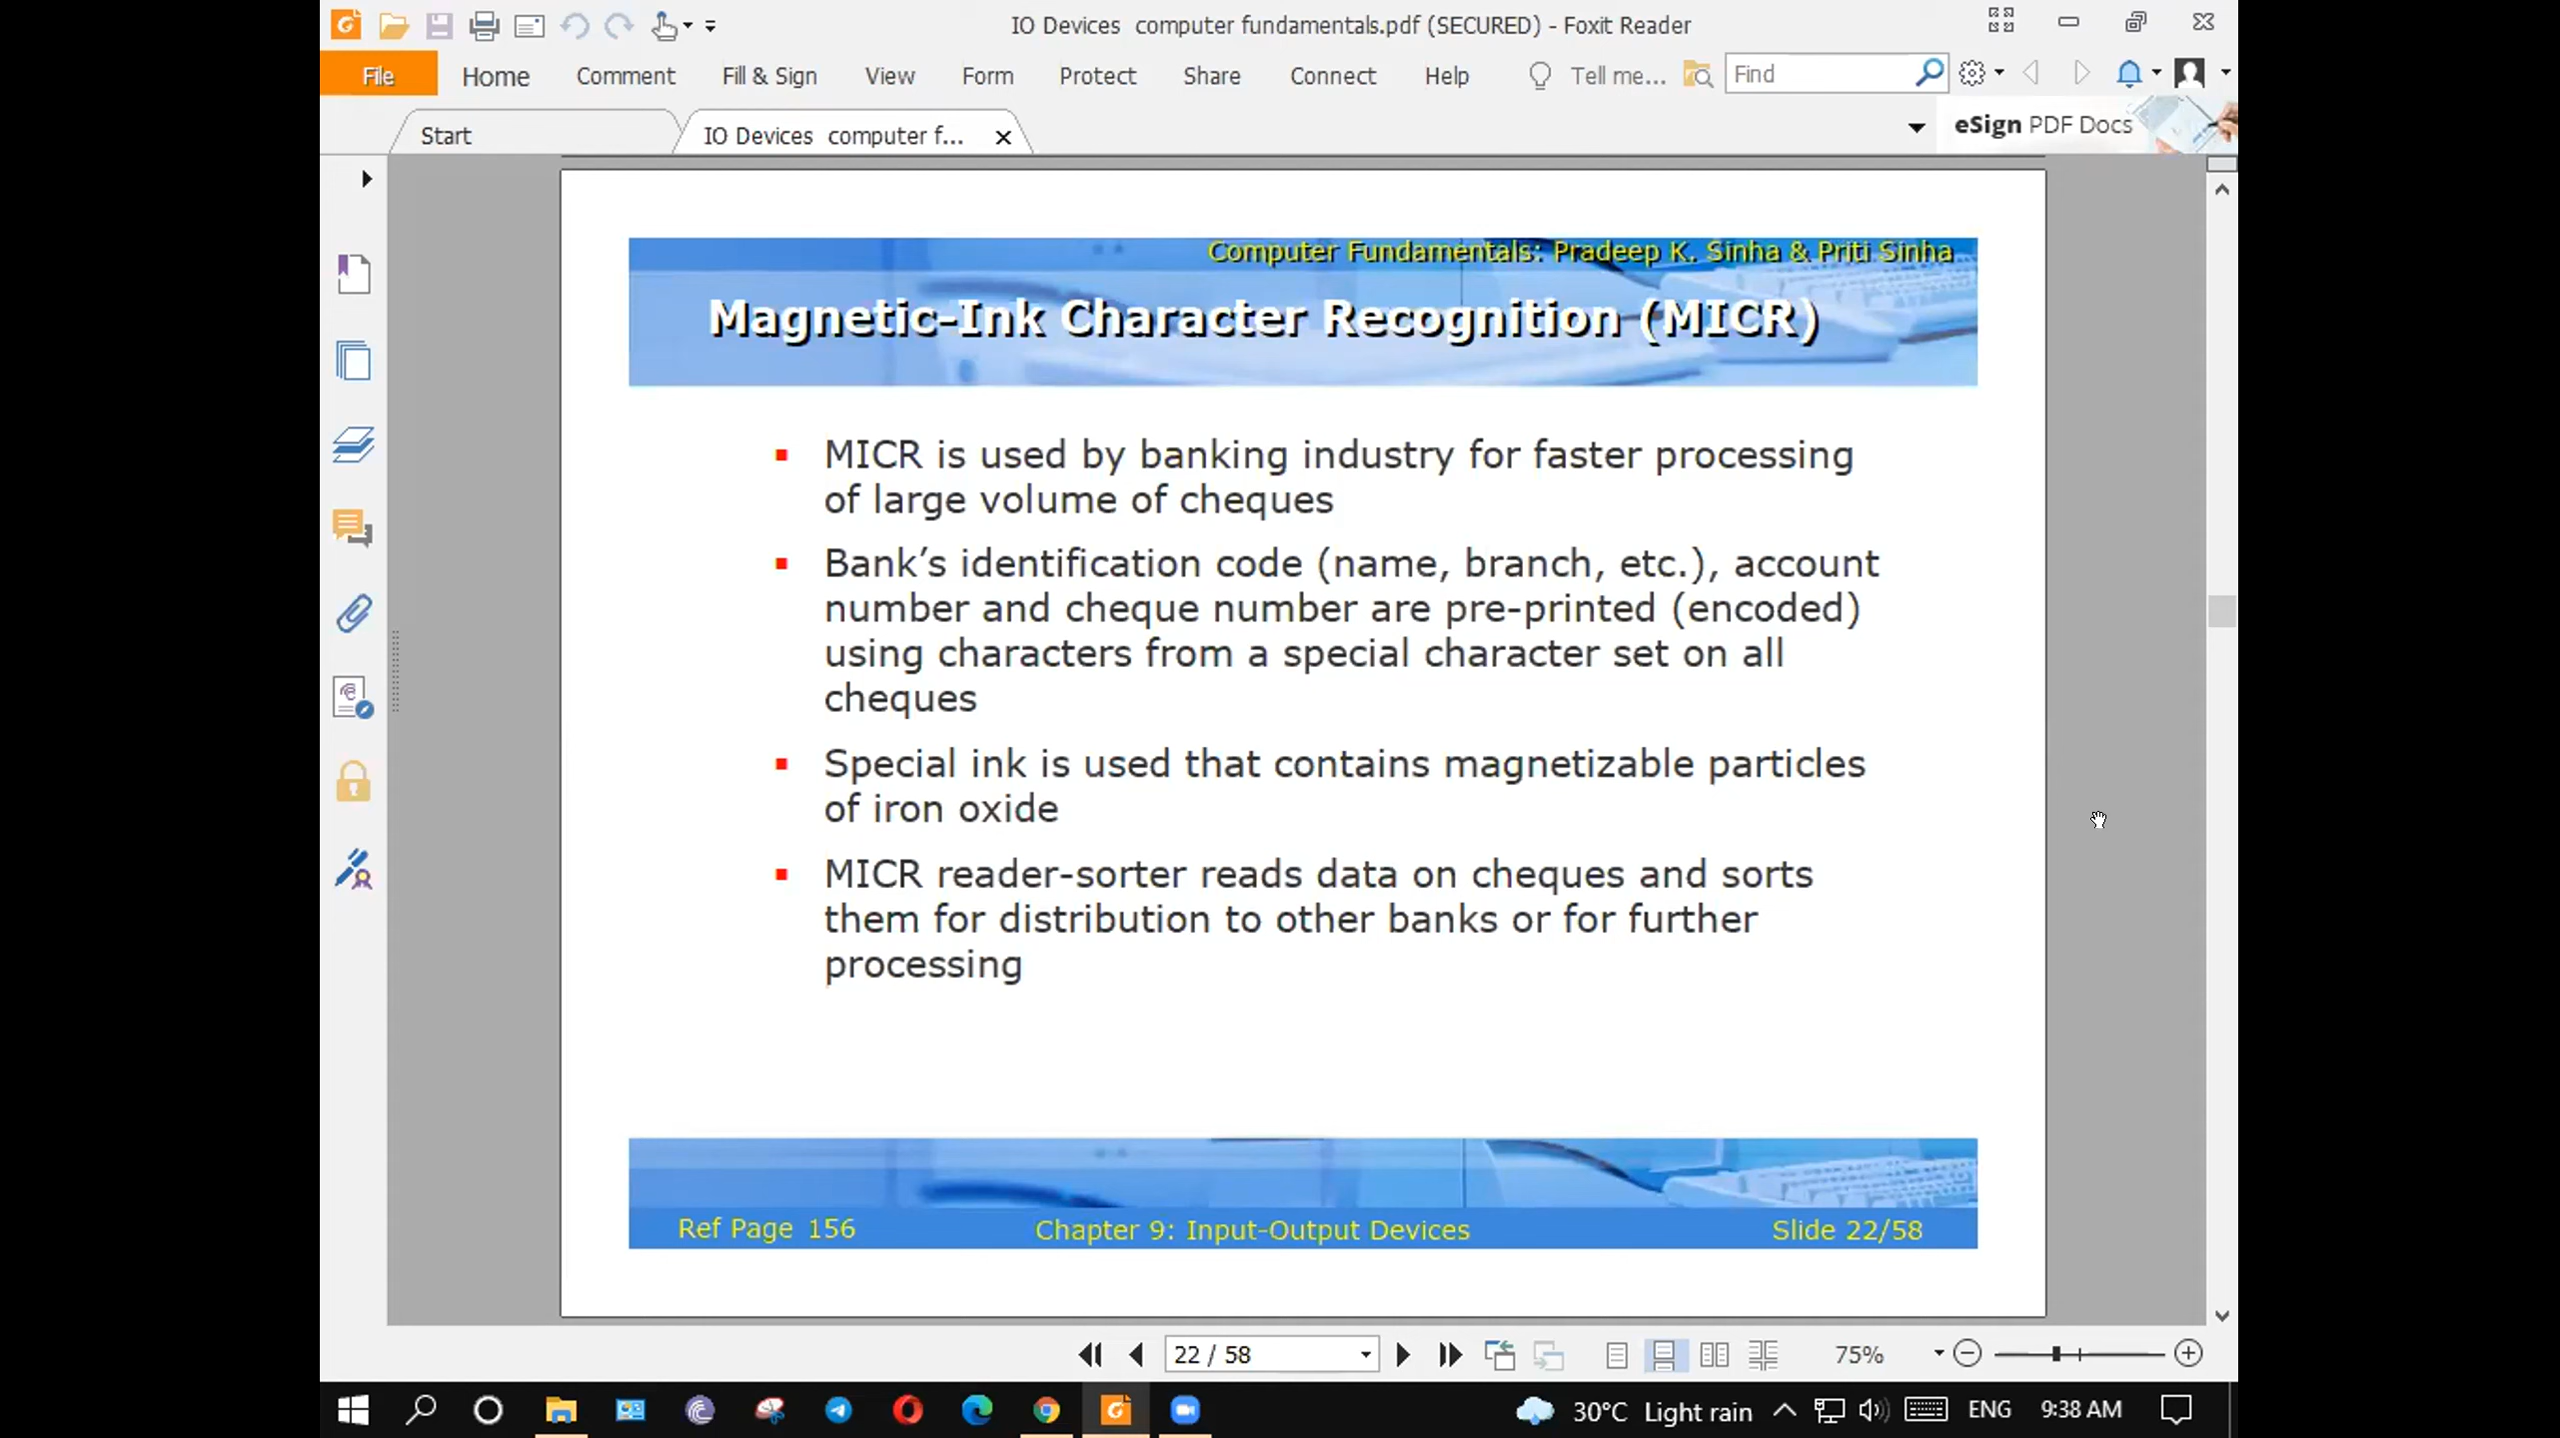 IO Devices computer fundamentals.pdf (SECURED) - Foxit Reader
File Home Comment Fill & Sign View Form Protect Share Connect Help Tell me... Find
Start IO Devices computer f... eSign PDF Docs
Computer Fundamentals: Pradeep K. Sinha & Priti Sinha
Magnetic-Ink Character Recognition (MICR)
▪ MICR is used by banking industry for faster processing
of large volume of cheques
▪ Bank’s identification code (name, branch, etc.), account
number and cheque number are pre-printed (encoded)
using characters from a special character set on all
cheques
▪ Special ink is used that contains magnetizable particles
of iron oxide
▪ MICR reader-sorter reads data on cheques and sorts
them for distribution to other banks or for further
processing
Ref Page 156 Chapter 9: Input-Output Devices Slide 22/58
22 / 58 75%
30°C Light rain ENG 9:38 AM